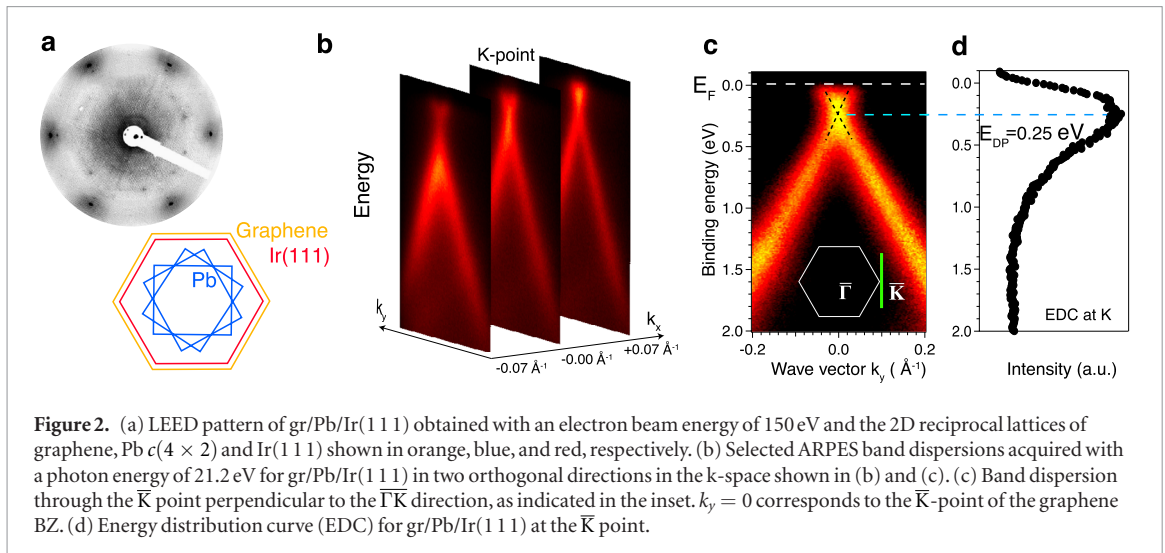 a
b
c
d
K-point
Energy
k_y
k_x
-0.07 Å⁻¹
-0.00 Å⁻¹
+0.07 Å⁻¹
Graphene
Ir(111)
Pb
E_F
Binding energy (eV)
0.0
0.5
1.0
1.5
2.0
Γ̅
K̅
-0.2
0.0
0.2
Wave vector k_y ( Å⁻¹)
0.0
0.5
1.0
1.5
2.0
E_DP=0.25 eV
EDC at K
Intensity (a.u.)
Figure 2. (a) LEED pattern of gr/Pb/Ir(1 1 1) obtained with an electron beam energy of 150 eV and the 2D reciprocal lattices of
graphene, Pb c(4 × 2) and Ir(1 1 1) shown in orange, blue, and red, respectively. (b) Selected ARPES band dispersions acquired with
a photon energy of 21.2 eV for gr/Pb/Ir(1 1 1) in two orthogonal directions in the k-space shown in (b) and (c). (c) Band dispersion
through the K̅ point perpendicular to the Γ̅K̅ direction, as indicated in the inset. k_y = 0 corresponds to the K̅-point of the graphene
BZ. (d) Energy distribution curve (EDC) for gr/Pb/Ir(1 1 1) at the K̅ point.